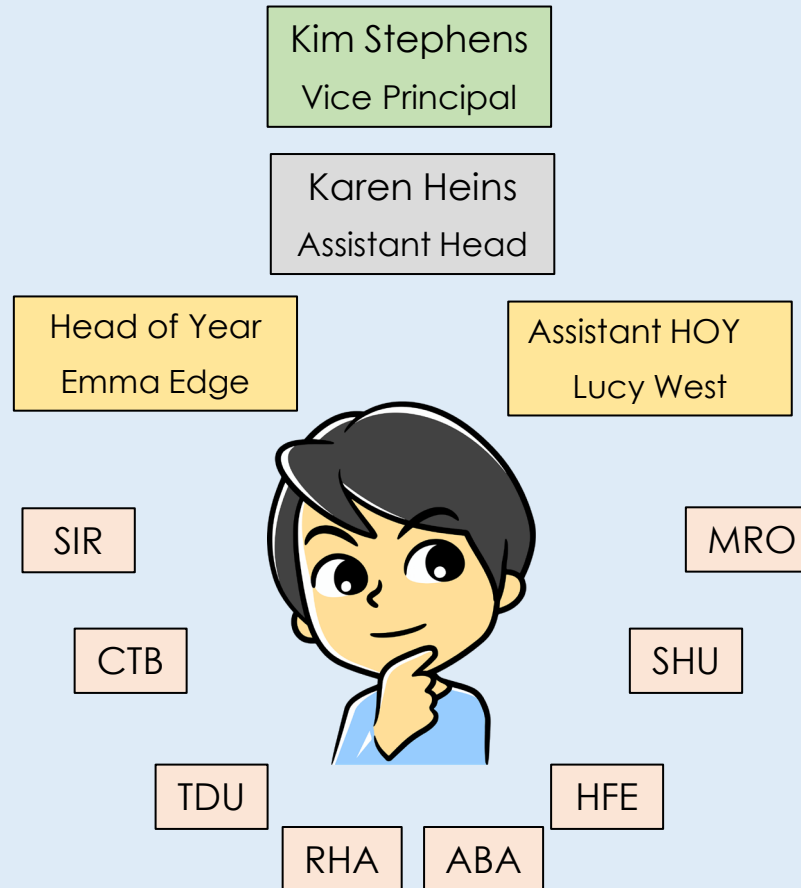 Kim Stephens
Vice Principal
Karen Heins
Assistant Head
Head of Year
Emma Edge
Assistant HOY
Lucy West
SIR
MRO
CTB
SHU
TDU
HFE
RHA
ABA